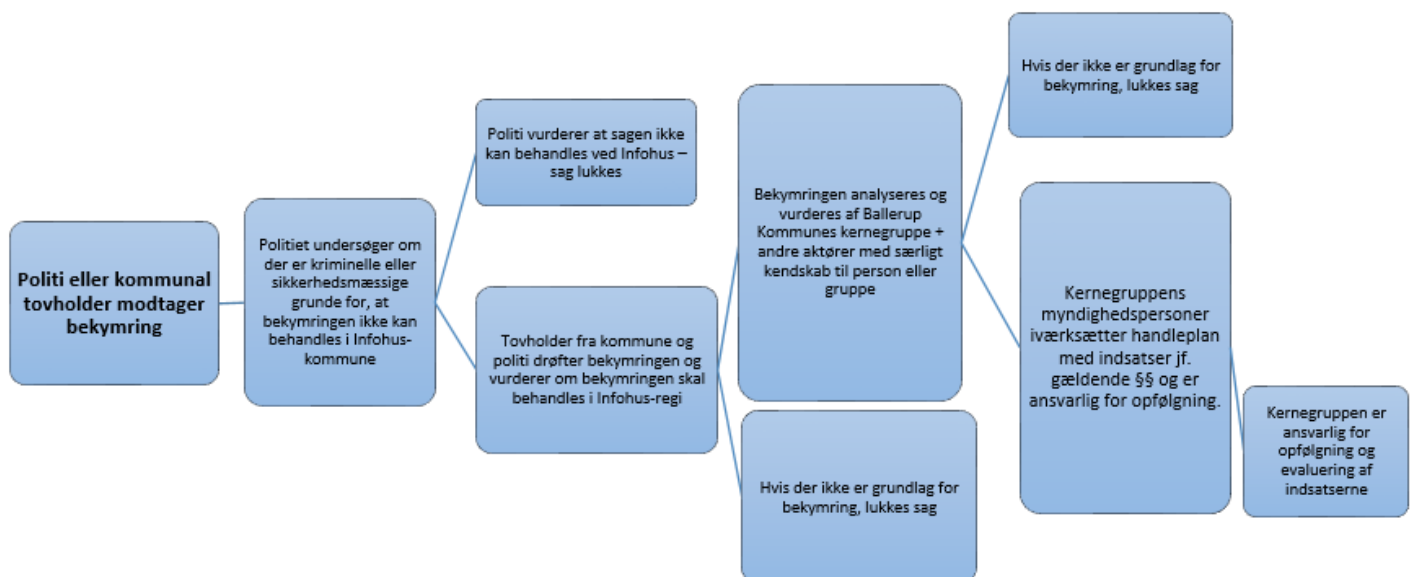 Politi eller kommunal
tovholder modtager
bekymring
Politiet undersøger om
der er kriminelle eller
sikkerhedsmæssige
grunde for, at
bekymringen ikke kan
behandles i Infohus-
kommune
Politi vurderer at sagen ikke
kan behandles ved Infohus –
sag lukkes
Tovholder fra kommune og
politi drøfter bekymringen og
vurderer om bekymringen skal
behandles i Infohus-regi
Bekymringen analyseres og
vurderes af Ballerup
Kommunes kernegruppe +
andre aktører med særligt
kendskab til person eller
gruppe
Hvis der ikke er grundlag for
bekymring, lukkes sag
Hvis der ikke er grundlag for
bekymring, lukkes sag
Kernegruppens
myndighedspersoner
iværksætter handleplan
med indsatser jf.
gældende §§ og er
ansvarlig for opfølgning.
Kernegruppen er
ansvarlig for
opfølgning og
evaluering af
indsatserne